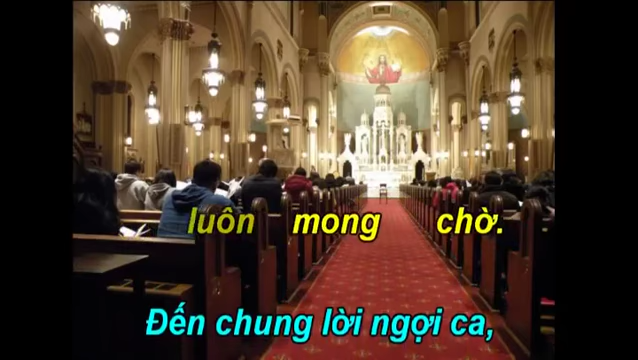 luôn mong chờ.
Đến chung lời ngợi ca,